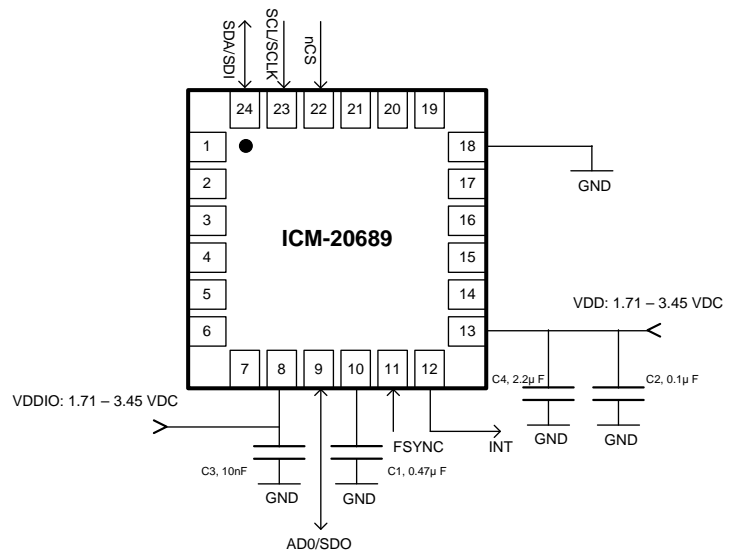 SDA/SDI
SCL/SCLK
nCS
24 23 22 21 20 19
1
2
3
4
5
6
ICM-20689
18
17
16
15
14
13
GND
VDD: 1.71 – 3.45 VDC
7 8 9 10 11 12
C4, 2.2µ F
C2, 0.1µ F
GND
GND
VDDIO: 1.71 – 3.45 VDC
FSYNC
INT
C3, 10nF
C1, 0.47µ F
GND
GND
AD0/SDO